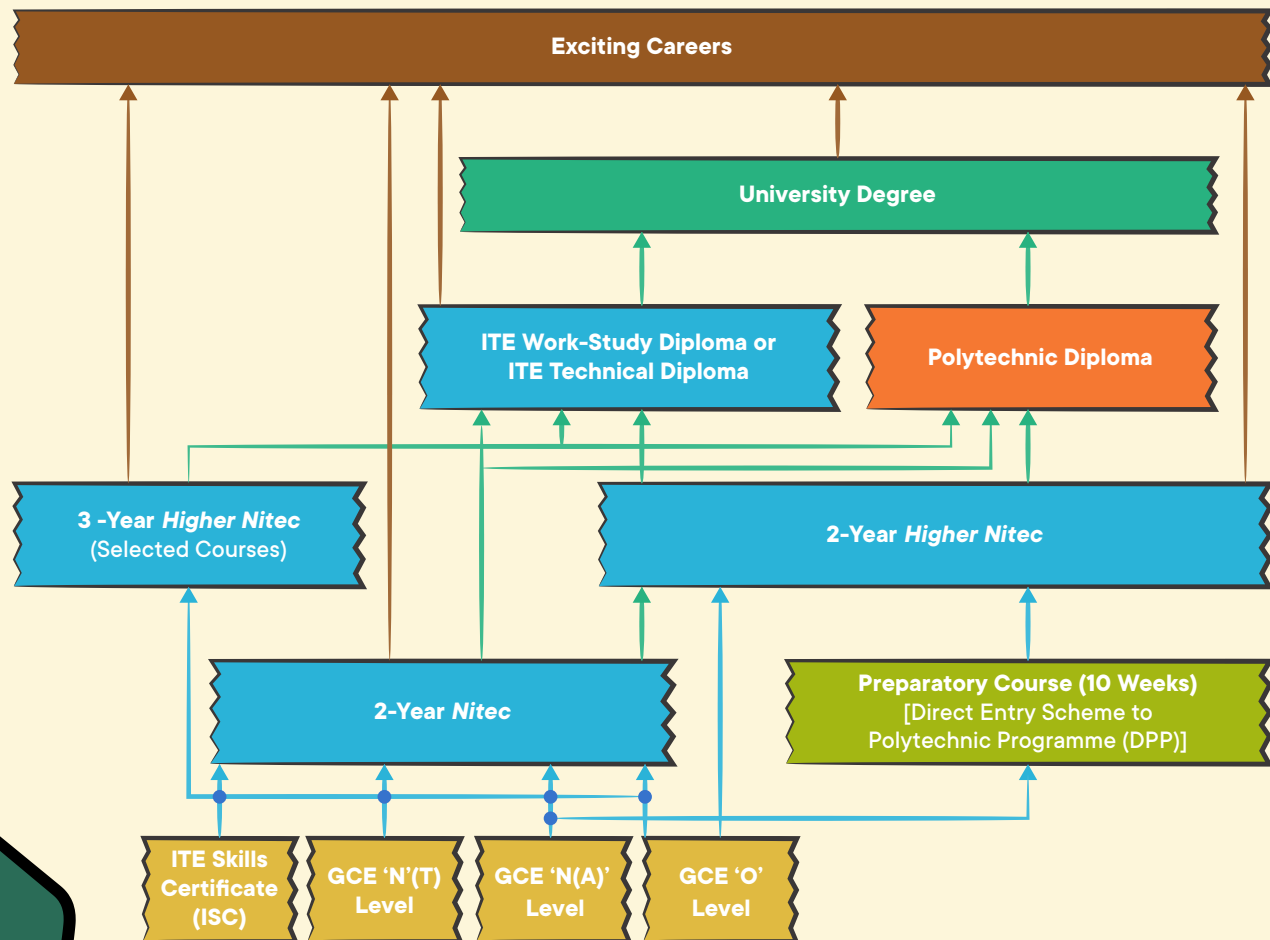 Exciting Careers
University Degree
ITE Work-Study Diploma or
ITE Technical Diploma
Polytechnic Diploma
3 -Year Higher Nitec
(Selected Courses)
2-Year Higher Nitec
2-Year Nitec
Preparatory Course (10 Weeks)
[Direct Entry Scheme to
Polytechnic Programme (DPP)]
ITE Skills
Certificate
(ISC)
GCE ‘N’(T)
Level
GCE ‘N(A)’
Level
GCE ‘O’
Level